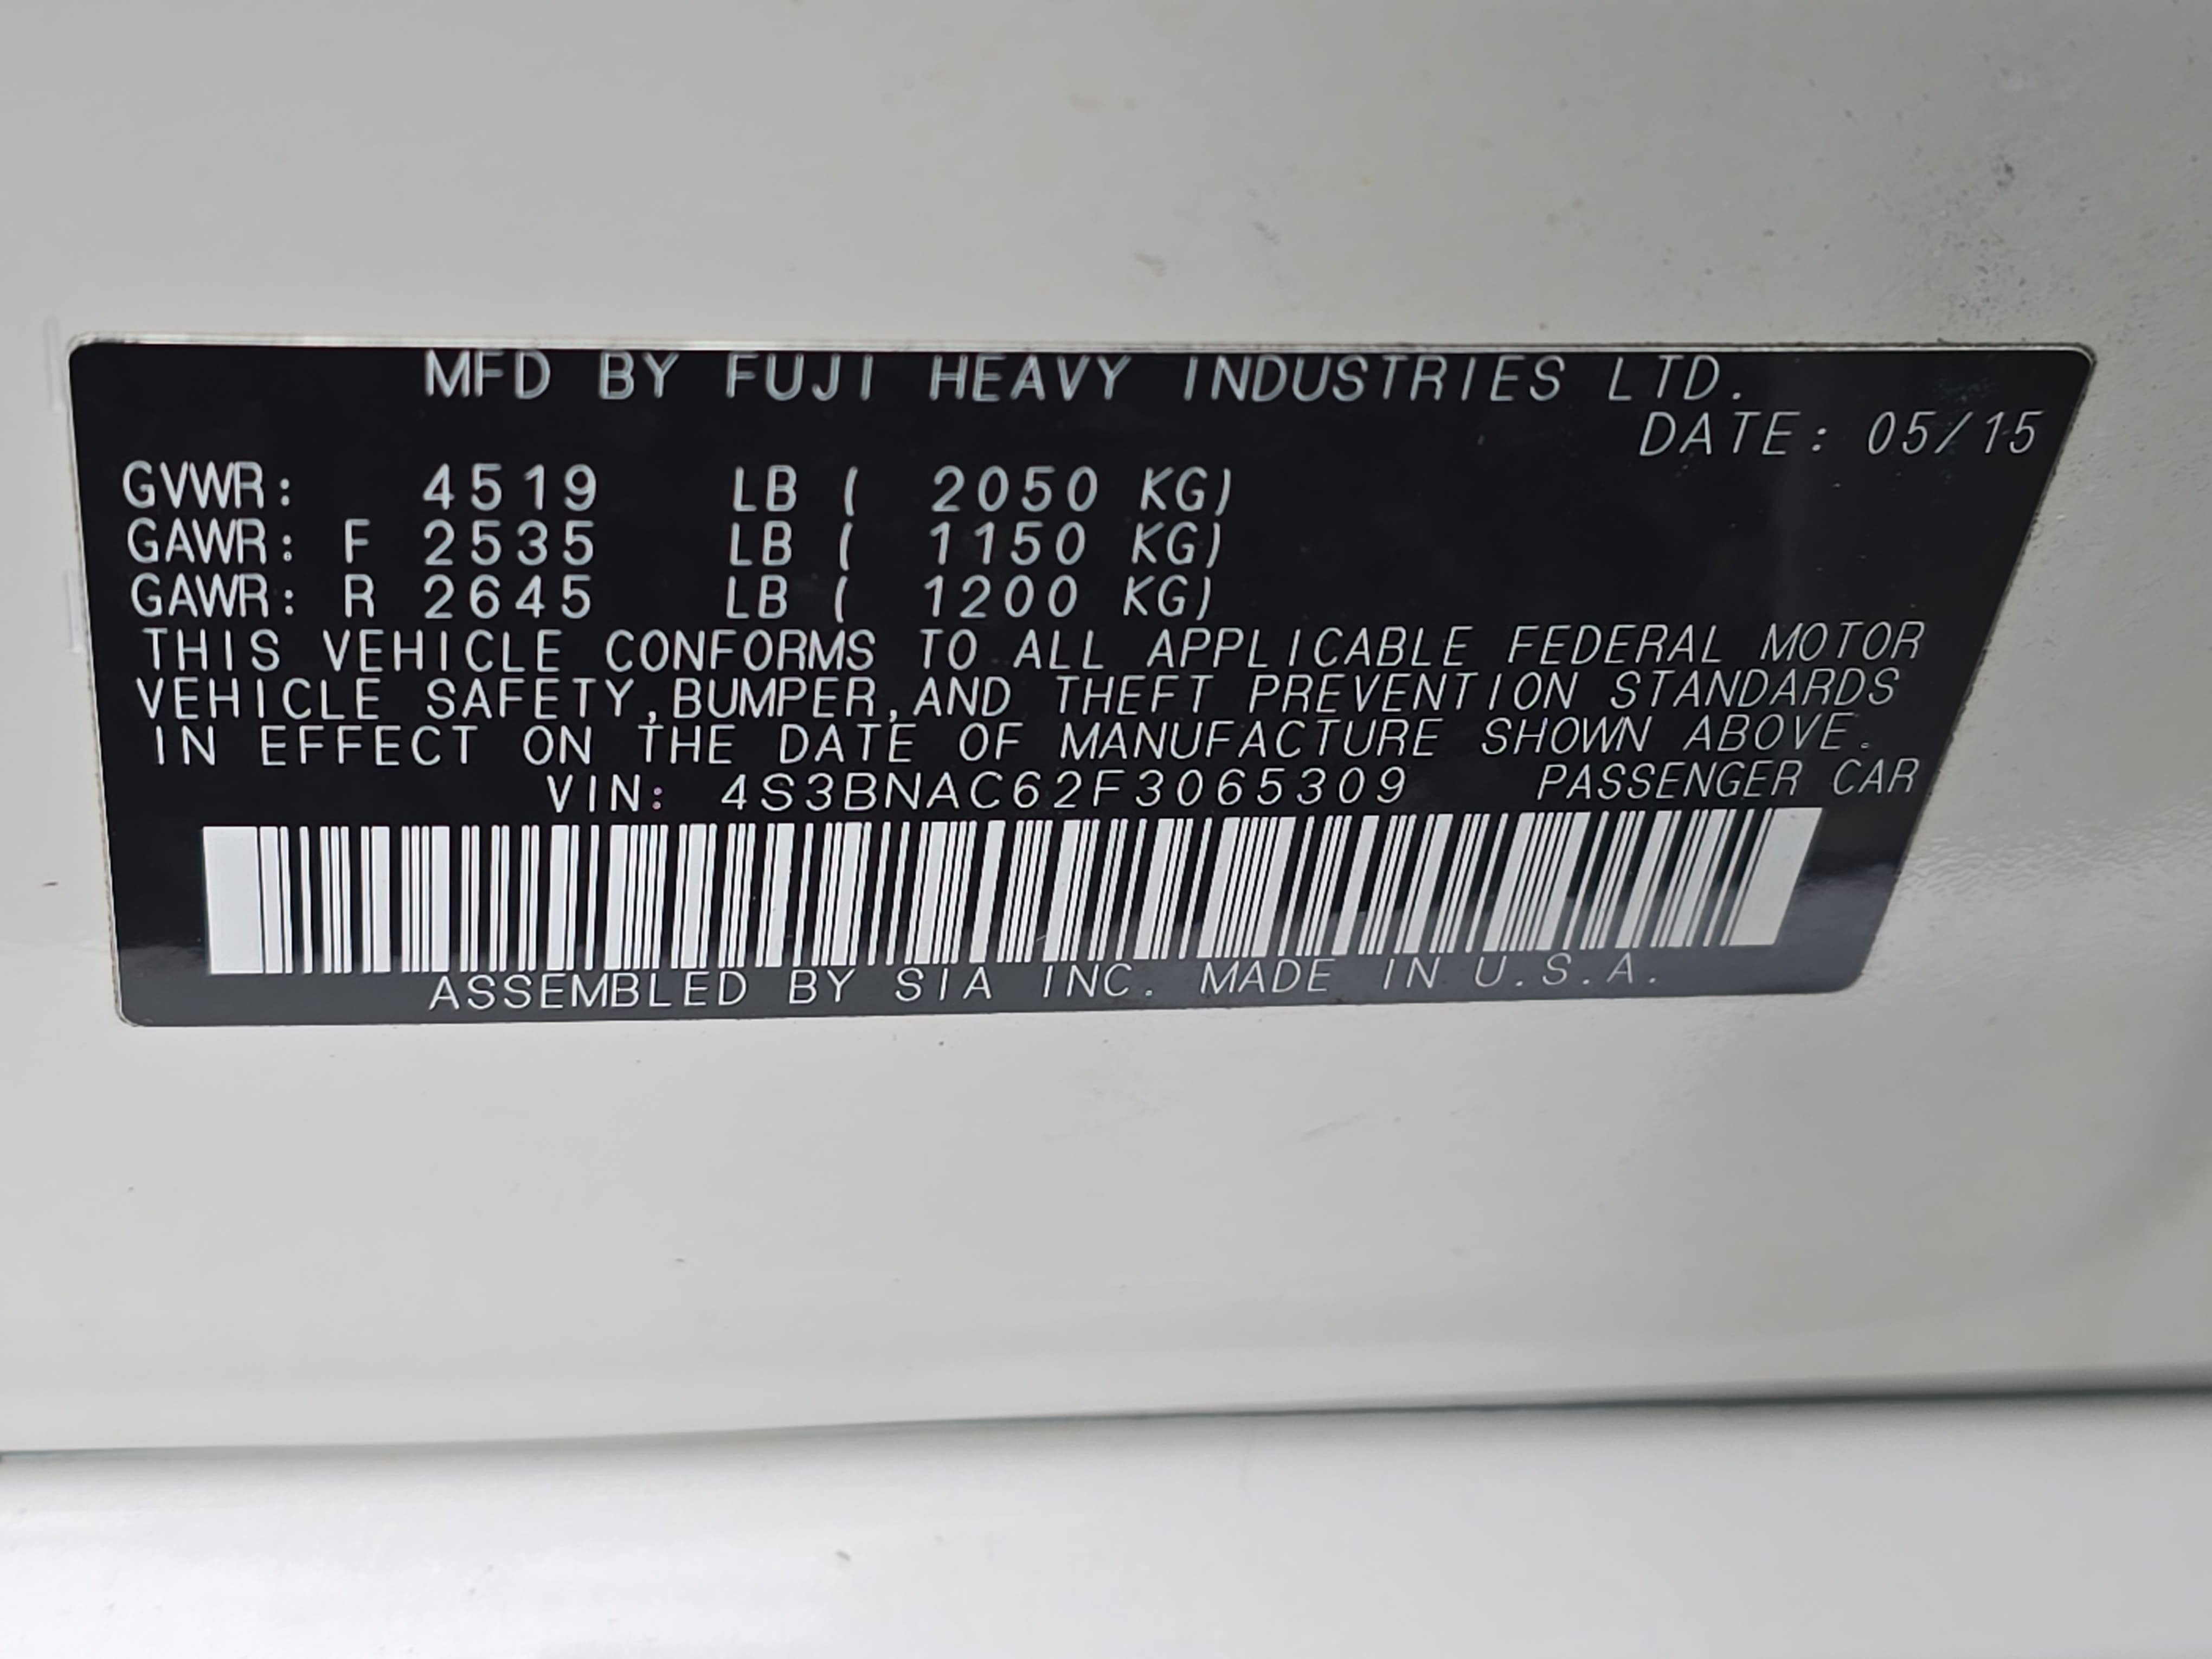 MFD BY FUJI HEAVY INDUSTRIES LTD.
DATE: 05/15
GVWR: 4519 LB ( 2050 KG)
GAWR: F 2535 LB ( 1150 KG)
GAWR: R 2645 LB ( 1200 KG)
THIS VEHICLE CONFORMS TO ALL APPLICABLE FEDERAL MOTOR
VEHICLE SAFETY,BUMPER,AND THEFT PREVENTION STANDARDS
IN EFFECT ON THE DATE OF MANUFACTURE SHOWN ABOVE.
VIN: 4S3BNAC62F3065309 PASSENGER CAR
ASSEMBLED BY SIA INC. MADE IN U.S.A.